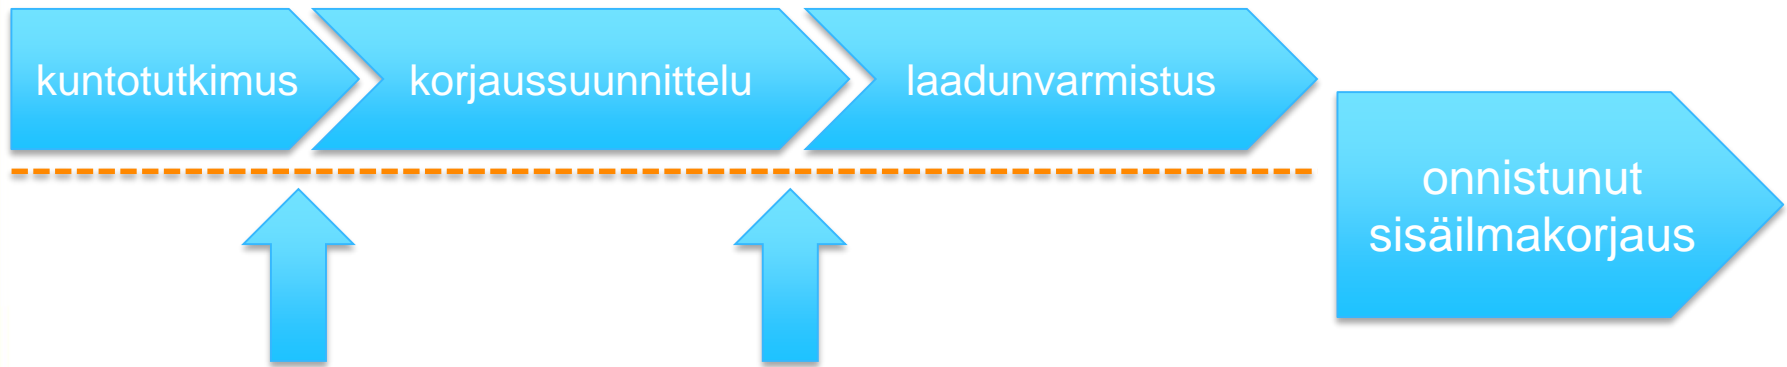 kuntotutkimus
korjaussuunnittelu
laadunvarmistus
onnistunut
sisäilmakorjaus